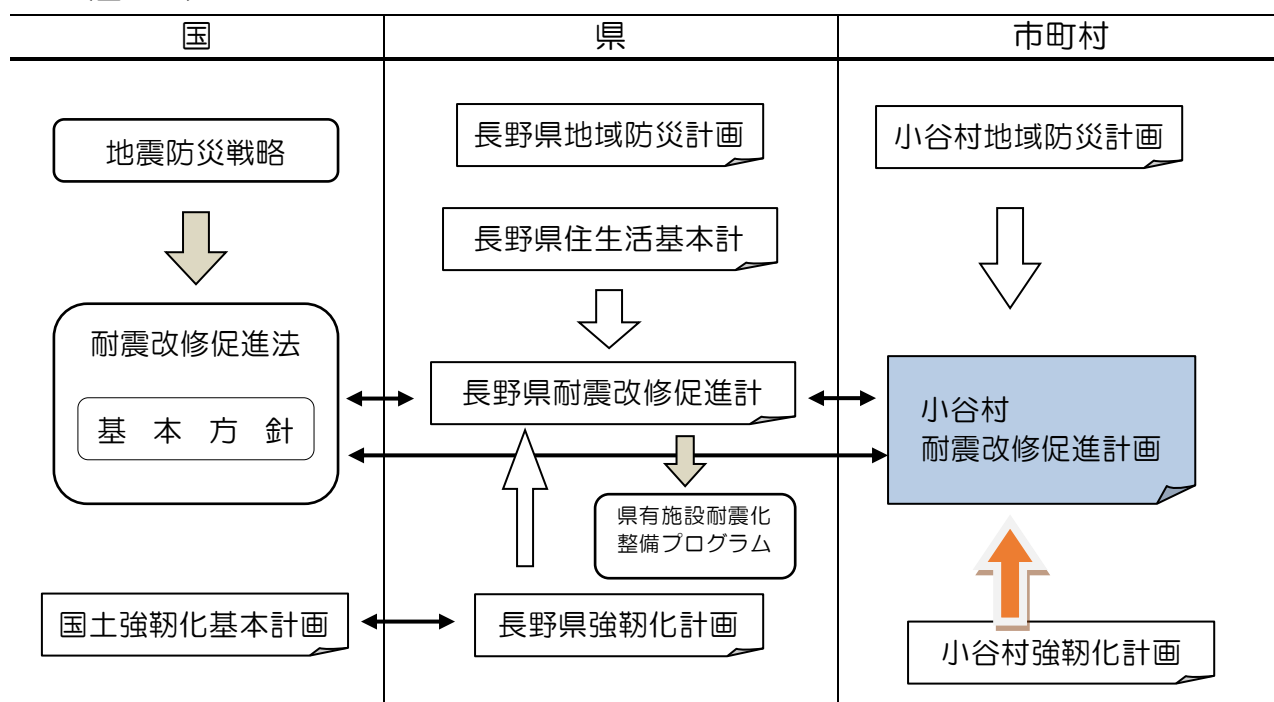 国 県 市町村
地震防災戦略
耐震改修促進法
基本方針
国土強靭化基本計画
長野県地域防災計画
長野県住生活基本計
長野県耐震改修促進計
県有施設耐震化
整備プログラム
長野県強靭化計画
小谷村地域防災計画
小谷村
耐震改修促進計画
小谷村強靭化計画